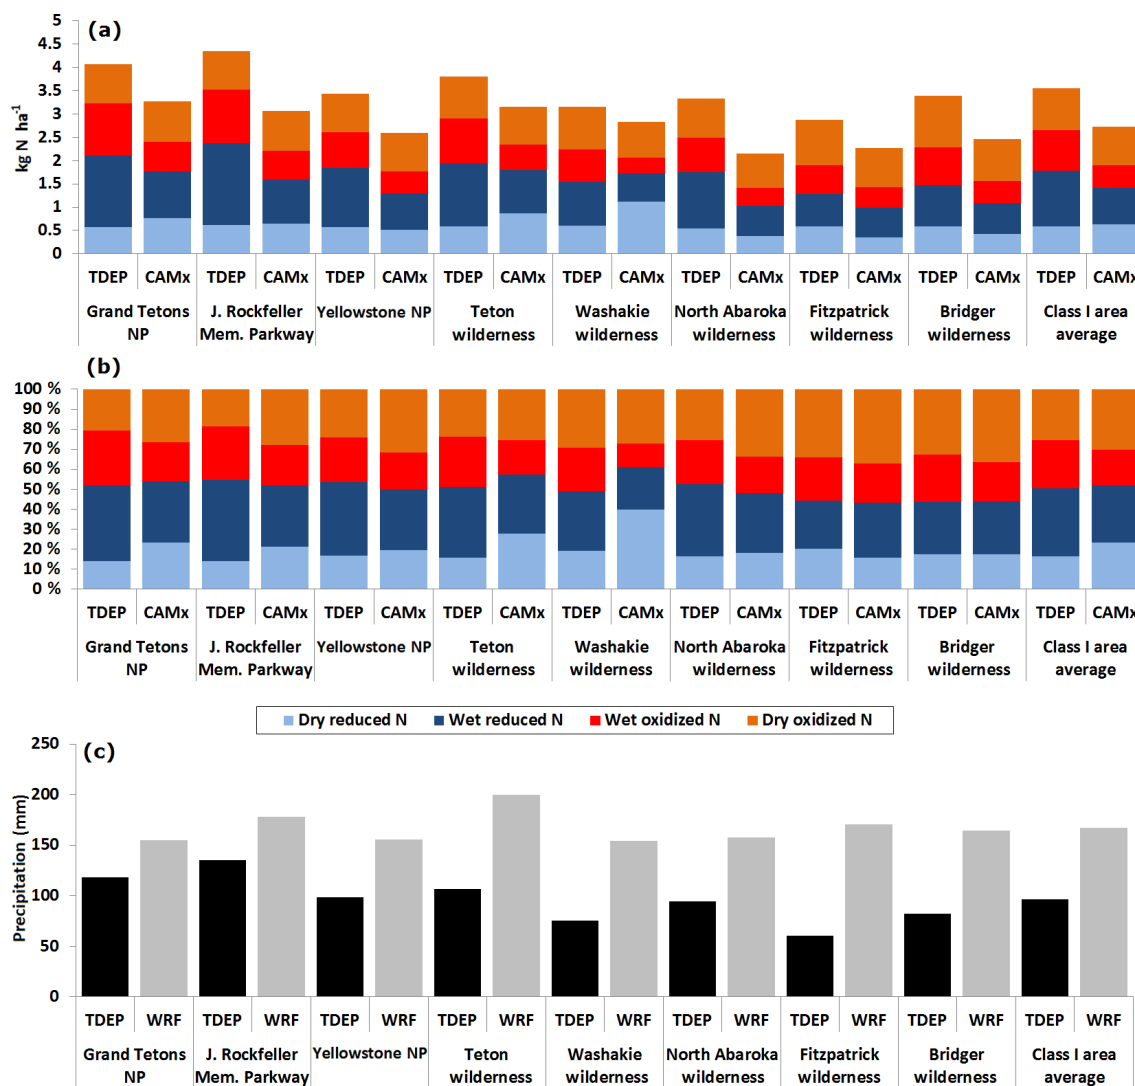 (a)
kg N ha⁻¹
5
4.5
4
3.5
3
2.5
2
1.5
1
0.5
0
TDEP CAMx TDEP CAMx TDEP CAMx TDEP CAMx TDEP CAMx TDEP CAMx TDEP CAMx TDEP CAMx TDEP CAMx
Grand Tetons J. Rockfeller Yellowstone NP Teton Washakie North Abaroka Fitzpatrick Bridger Class I area
NP Mem. Parkway wilderness wilderness wilderness wilderness wilderness average
(b)
100 %
90 %
80 %
70 %
60 %
50 %
40 %
30 %
20 %
10 %
0 %
TDEP CAMx TDEP CAMx TDEP CAMx TDEP CAMx TDEP CAMx TDEP CAMx TDEP CAMx TDEP CAMx TDEP CAMx
Grand Tetons J. Rockfeller Yellowstone NP Teton Washakie North Abaroka Fitzpatrick Bridger Class I area
NP Mem. Parkway wilderness wilderness wilderness wilderness wilderness average
Dry reduced N Wet reduced N Wet oxidized N Dry oxidized N
(c)
Precipitation (mm)
250
200
150
100
50
0
TDEP WRF TDEP WRF TDEP WRF TDEP WRF TDEP WRF TDEP WRF TDEP WRF TDEP WRF TDEP WRF
Grand Tetons J. Rockfeller Yellowstone NP Teton Washakie North Abaroka Fitzpatrick Bridger Class I area
NP Mem. Parkway wilderness wilderness wilderness wilderness wilderness average